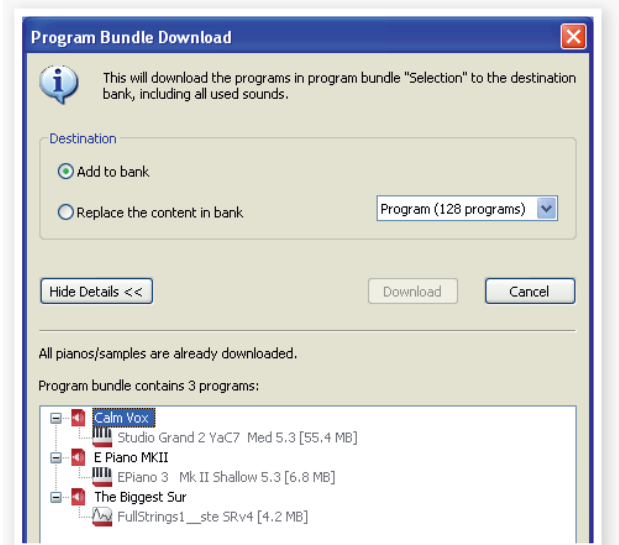 Program Bundle Download
This will download the programs in program bundle "Selection" to the destination
bank, including all used sounds.
Destination
Add to bank
Replace the content in bank
Program (128 programs)
Hide Details <<
Download
Cancel
All pianos/samples are already downloaded.
Program bundle contains 3 programs:
Calm Vox
Studio Grand 2 YaC7  Med 5.3 [55.4 MB]
E Piano MKII
EPiano 3   Mk II Shallow 5.3 [6.8 MB]
The Biggest Sur
FullStrings1__ste SRv4 [4.2 MB]